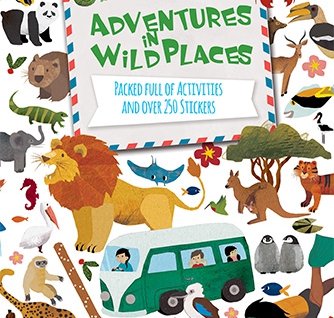 ADVENTURES
IN
WILD PLACES
PACKED FULL OF ACTIVITIES
AND OVER 250 STICKERS